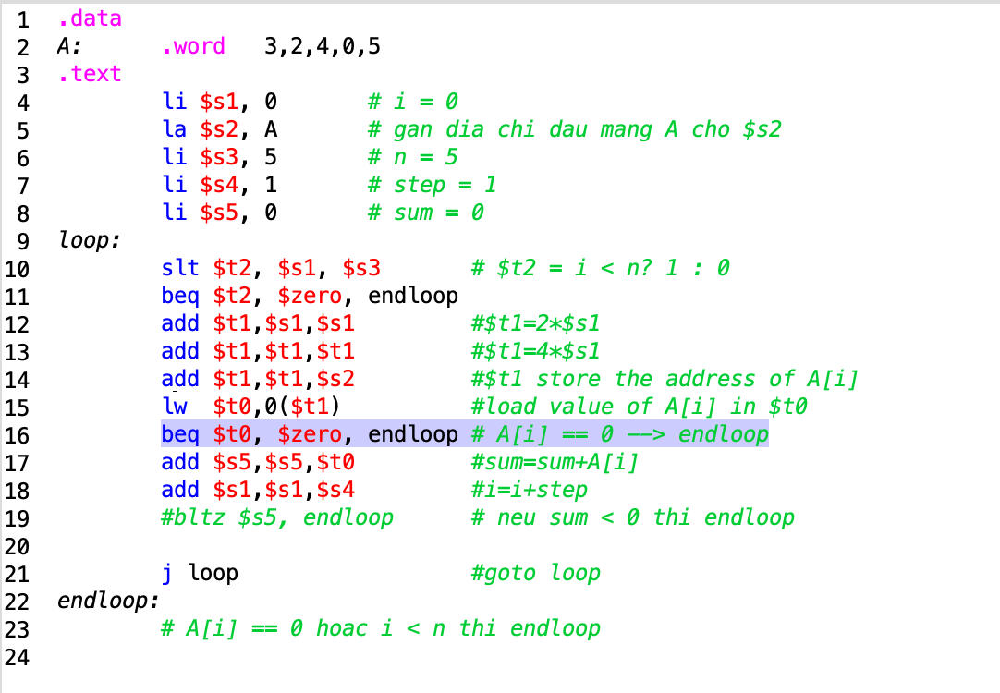 1 .data
2 A: .word 3,2,4,0,5
3 .text
4 li $s1, 0 # i = 0
5 la $s2, A # gan dia chi dau mang A cho $s2
6 li $s3, 5 # n = 5
7 li $s4, 1 # step = 1
8 li $s5, 0 # sum = 0
9 loop:
10 slt $t2, $s1, $s3 # $t2 = i < n? 1 : 0
11 beq $t2, $zero, endloop
12 add $t1,$s1,$s1 #$t1=2*$s1
13 add $t1,$t1,$t1 #$t1=4*$s1
14 add $t1,$t1,$s2 #$t1 store the address of A[i]
15 lw $t0,0($t1) #load value of A[i] in $t0
16 beq $t0, $zero, endloop # A[i] == 0 --> endloop
17 add $s5,$s5,$t0 #sum=sum+A[i]
18 add $s1,$s1,$s4 #i=i+step
19 #bltz $s5, endloop # neu sum < 0 thi endloop
20
21 j loop #goto loop
22 endloop:
23 # A[i] == 0 hoac i < n thi endloop
24